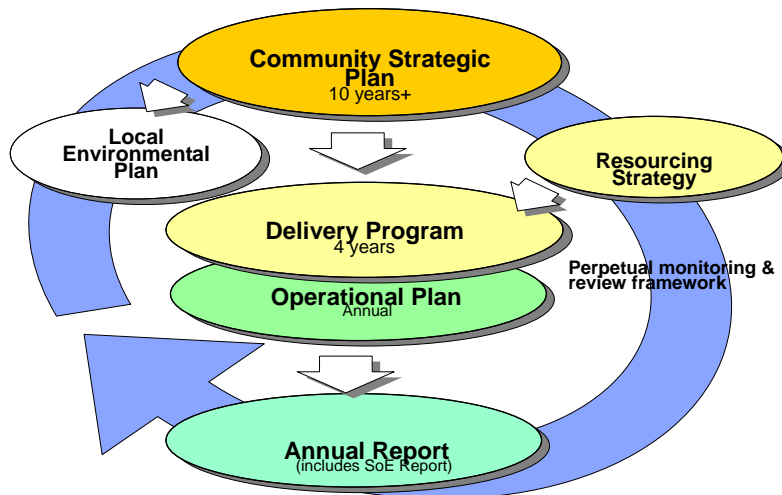 Community Strategic
Plan
10 years+
Local
Environmental
Plan
Resourcing
Strategy
Delivery Program
4 years
Perpetual monitoring &
review framework
Operational Plan
Annual
Annual Report
(includes SoE Report)